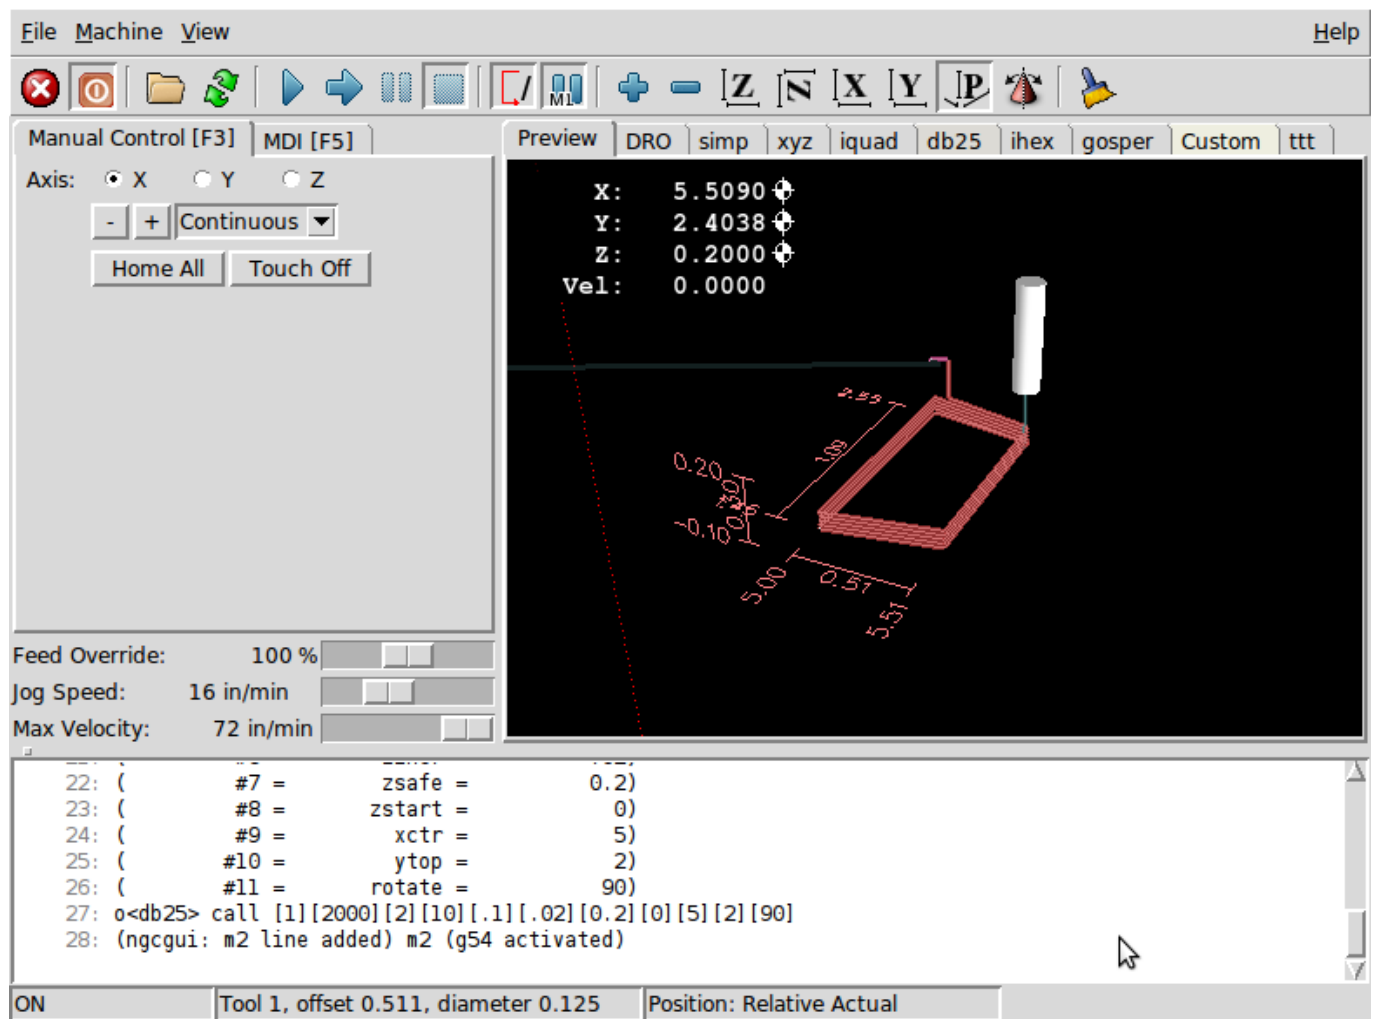 File Machine View Help
M1 Z N X Y P
Manual Control [F3] MDI [F5] Preview DRO simp xyz iquad db25 ihex gosper Custom ttt
Axis: X Y Z
- + Continuous
Home All Touch Off
X: 5.5090
Y: 2.4038
Z: 0.2000
Vel: 0.0000
0.20
-0.10
5.00
0.51
5.51
Feed Override: 100 %
Jog Speed: 16 in/min
Max Velocity: 72 in/min
22: ( #7 = zsafe = 0.2)
23: ( #8 = zstart = 0)
24: ( #9 = xctr = 5)
25: ( #10 = ytop = 2)
26: ( #11 = rotate = 90)
27: o<db25> call [1][2000][2][10][.1][.02][0.2][0][5][2][90]
28: (ngcgui: m2 line added) m2 (g54 activated)
ON Tool 1, offset 0.511, diameter 0.125 Position: Relative Actual